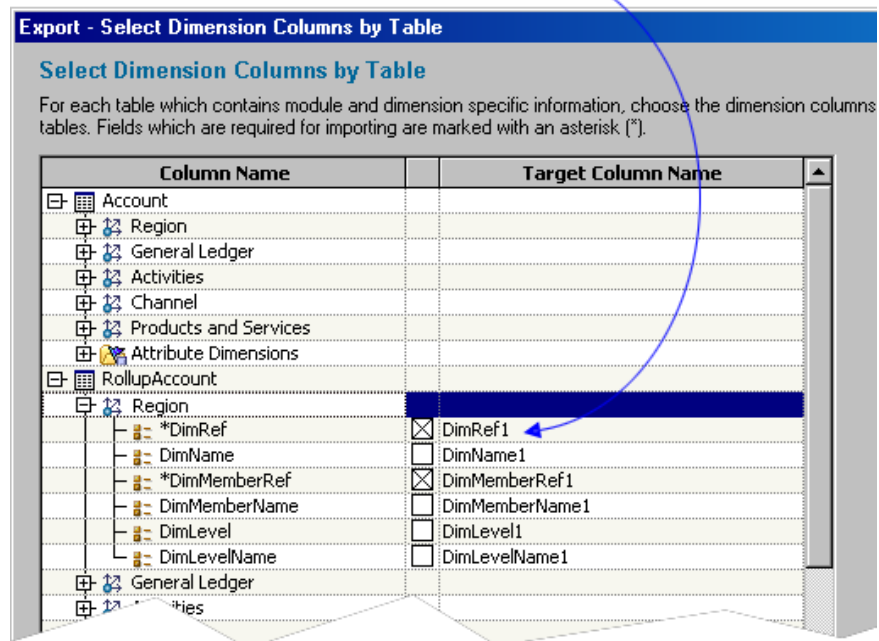 Export - Select Dimension Columns by Table
Select Dimension Columns by Table
For each table which contains module and dimension specific information, choose the dimension columns
tables. Fields which are required for importing are marked with an asterisk (*).
Column Name Target Column Name
Account
Region
General Ledger
Activities
Channel
Products and Services
Attribute Dimensions
RollupAccount
Region
*DimRef DimRef1
DimName DimName1
*DimMemberRef DimMemberRef1
DimMemberName DimMemberName1
DimLevel DimLevel1
DimLevelName DimLevelName1
General Ledger